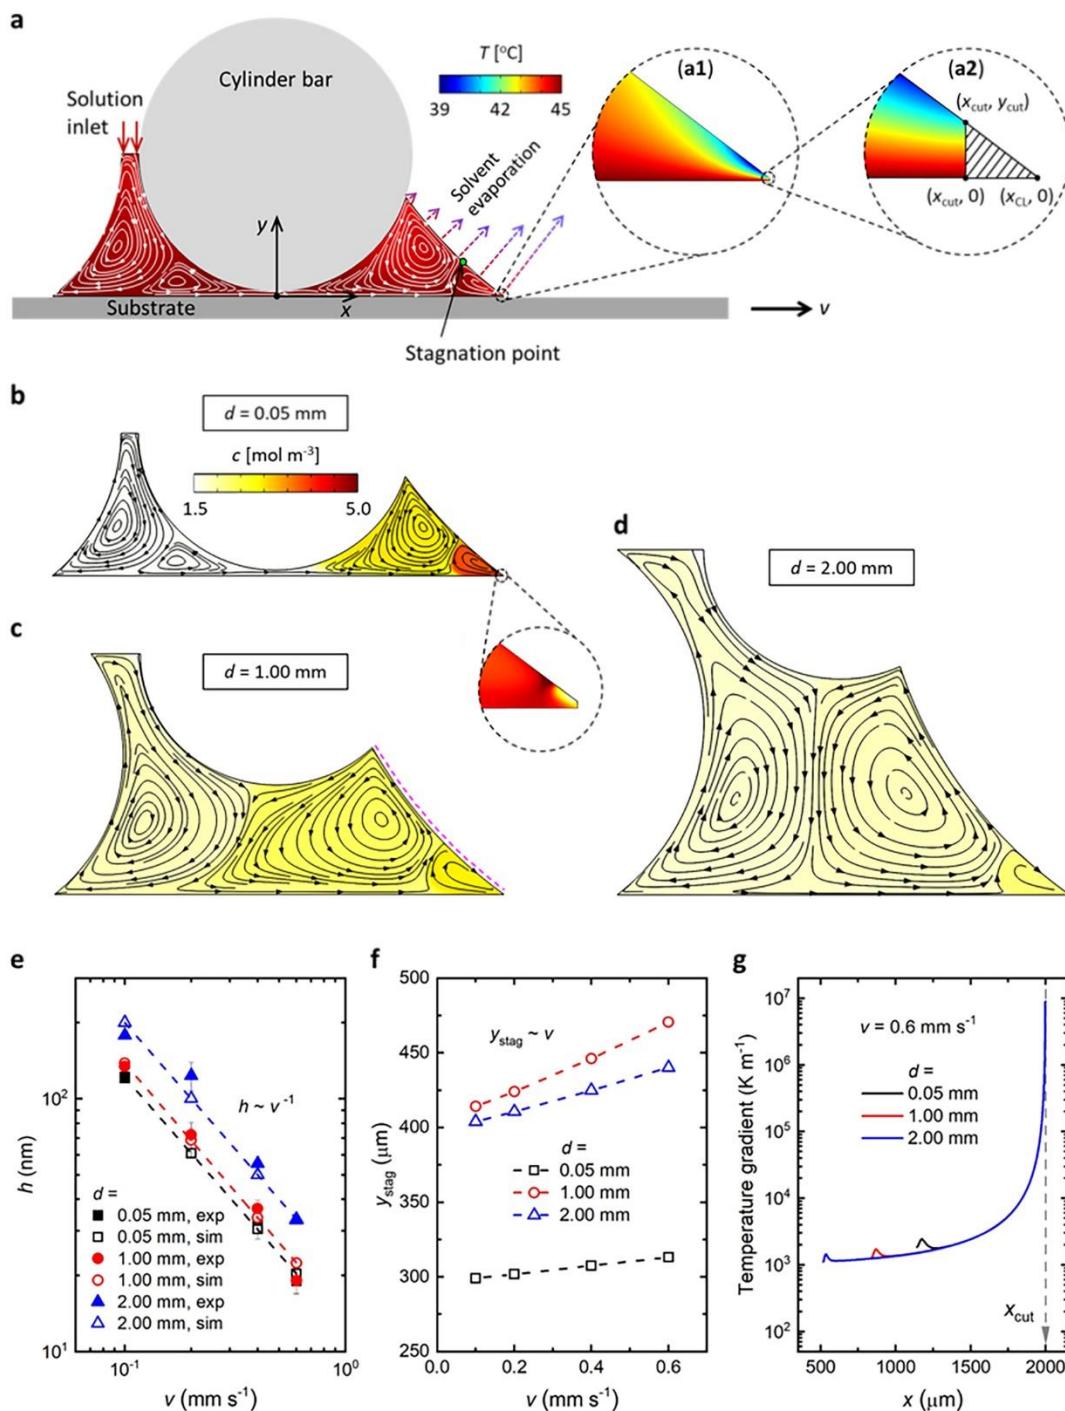 a
Cylinder bar
Solution
inlet
T [°C]
39 42 45
Solvent
evaporation
(a1)
(a2)
(x_cut, y_cut)
(x_cut, 0) (x_CL, 0)
y
x
Substrate
v
Stagnation point
b
d = 0.05 mm
c [mol m⁻³]
1.5 5.0
c
d = 1.00 mm
d
d = 2.00 mm
e
h (nm)
10²
10¹
h ~ v⁻¹
d =
0.05 mm, exp
0.05 mm, sim
1.00 mm, exp
1.00 mm, sim
2.00 mm, exp
2.00 mm, sim
10⁻¹ 10⁰
v (mm s⁻¹)
f
y_stag (μm)
500
450
400
350
300
250
y_stag ~ v
d =
0.05 mm
1.00 mm
2.00 mm
0.0 0.2 0.4 0.6
v (mm s⁻¹)
g
Temperature gradient (K m⁻¹)
10⁷
10⁶
10⁵
10⁴
10³
10²
v = 0.6 mm s⁻¹
d =
0.05 mm
1.00 mm
2.00 mm
x_cut
500 1000 1500 2000
x (μm)